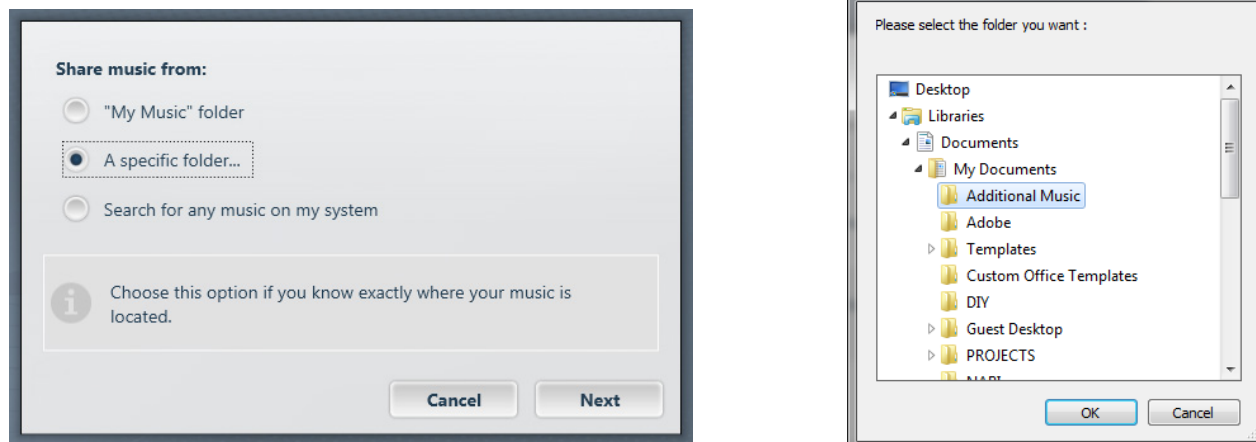 Share music from:
"My Music" folder
A specific folder...
Search for any music on my system
Choose this option if you know exactly where your music is
located.
Cancel
Next
Please select the folder you want :
Desktop
Libraries
Documents
My Documents
Additional Music
Adobe
Templates
Custom Office Templates
DIY
Guest Desktop
PROJECTS
OK
Cancel